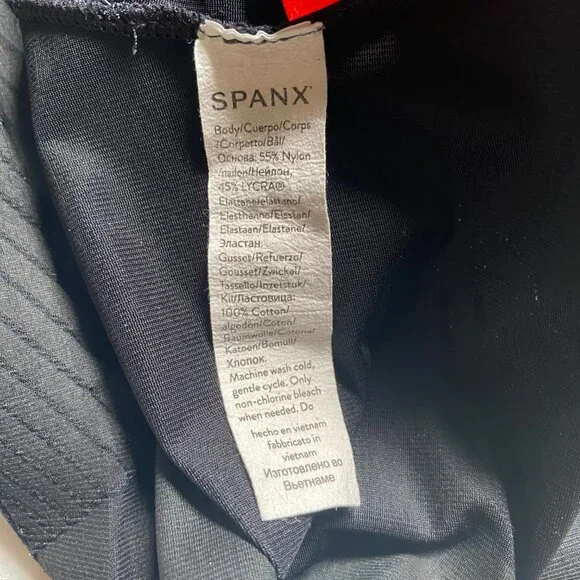 SPANX®
Body/Cuerpo/Corps
/Corpetto/Bál/
Основа: 55% Nylon
/nailon/Нейлон,
45% LYCRA®
Elastane/elastano/
Elasthanne/Elastan/
Elastaan/Elastane/
Эластан
Gusset/Refuerzo/
Gousset/Zwickel/
Tassello/Inzetstuk/
Kil/Ластовица:
100% Cotton/
algodón/Coton/
Baumwolle/Cotone/
Katoen/Bomull/
Хлопок.
Machine wash cold,
gentle cycle. Only
non-chlorine bleach
when needed. Do
hecho en vietnam
fabbricato in
vietnam
Изготовлено во
Вьетнаме